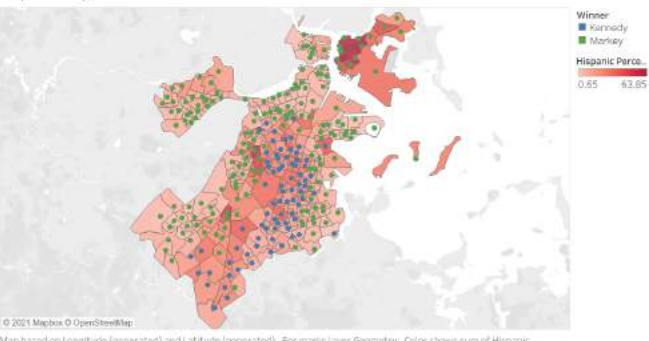 Winner
Kennedy
Markey
Hispanic Perce..
0.65 63.85
© 2021 Mapbox © OpenStreetMap
Map based on Longitude (generated) and Latitude (generated). For marks layer Geometry: Color shows sum of Hispanic